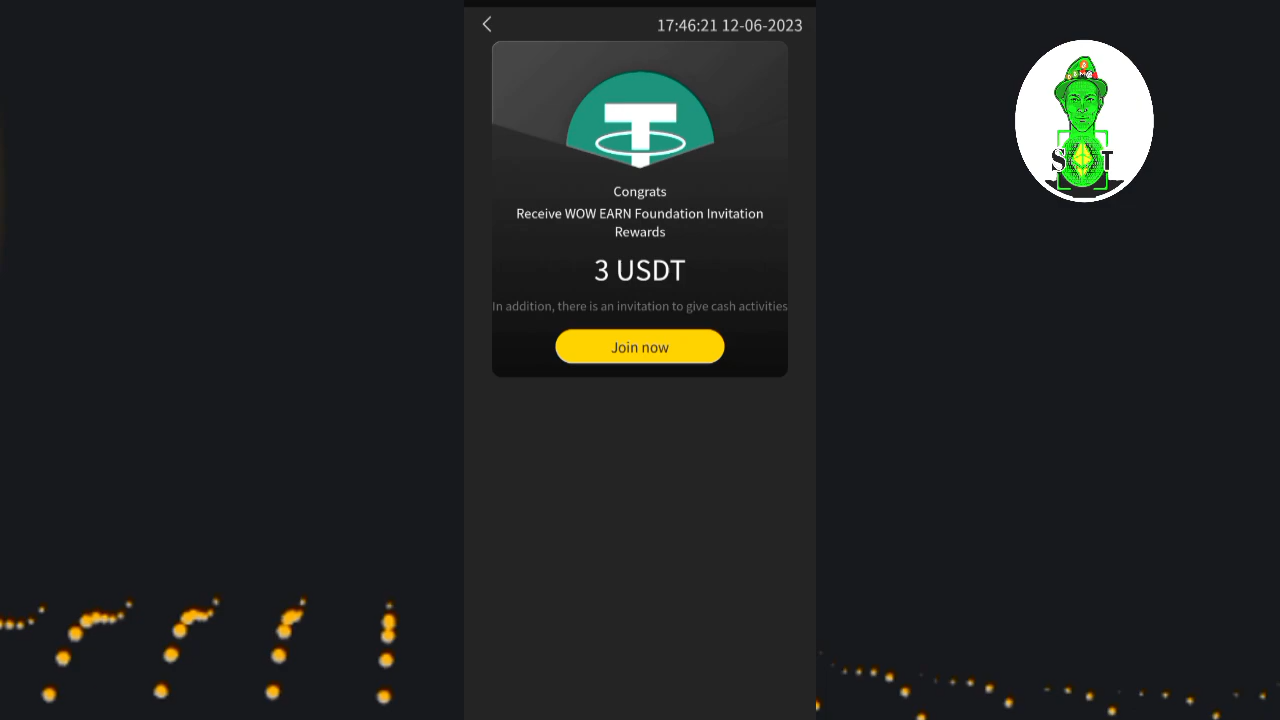 17:46:21 12-06-2023
Congrats
Receive WOW EARN Foundation Invitation
Rewards
3 USDT
In addition, there is an invitation to give cash activities
Join now